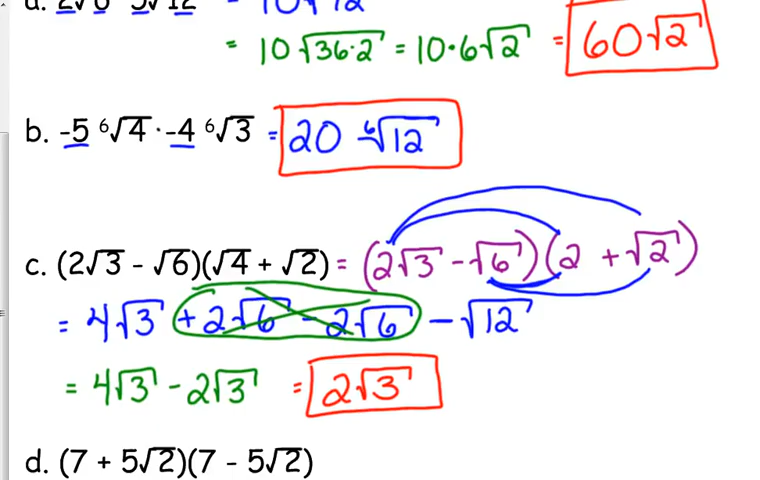 = 10√36·2 = 10·6√2 = 60√2
b. -5 ⁶√4 · -4 ⁶√3 = 20 ⁶√12
c. (2√3 - √6)(√4 + √2) = (2√3 - √6)(2 + √2)
= 4√3 + 2√6 - 2√6 - √12
= 4√3 - 2√3 = 2√3
d. (7 + 5√2)(7 - 5√2)